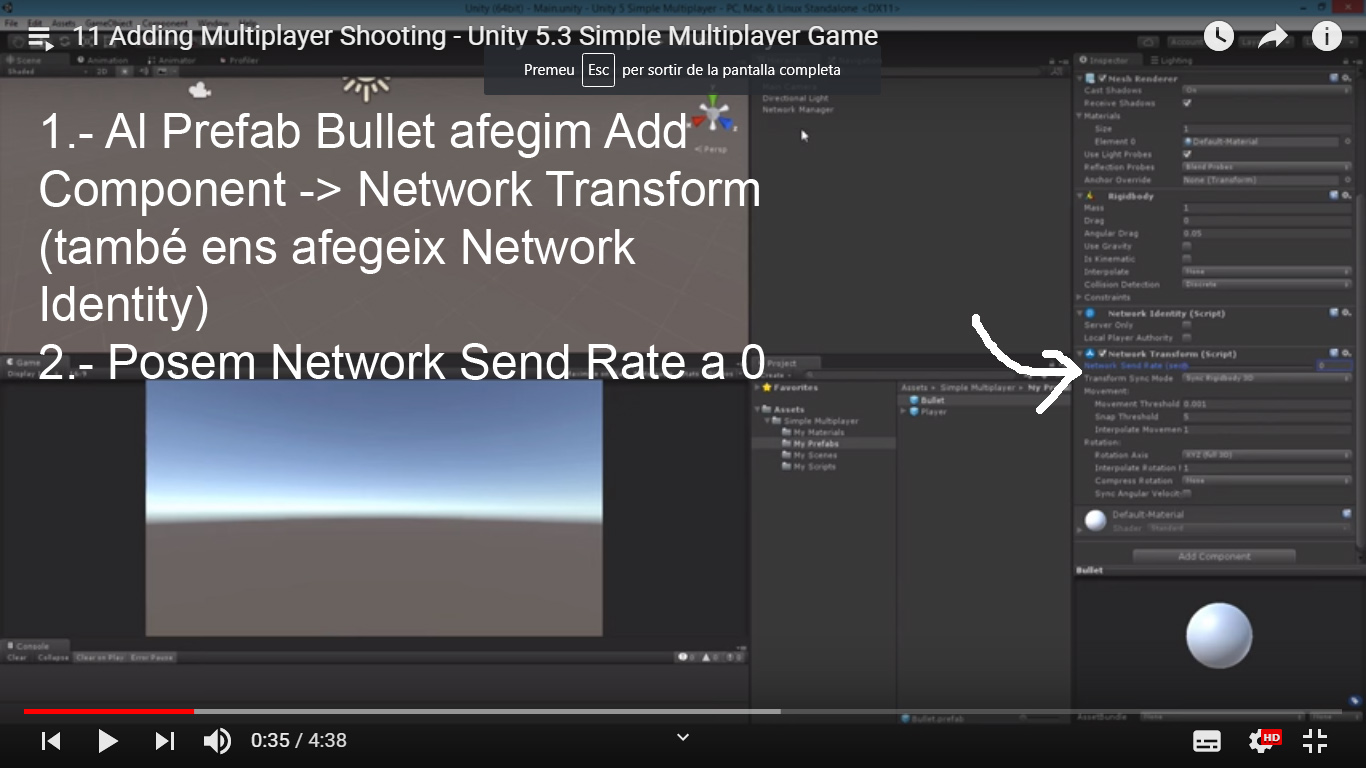 Unity (64bit) - Main.unity - Unity 5 Simple Multiplayer - PC, Mac & Linux Standalone <DX11>
File Edit Assets GameObject Component Window Help
11 Adding Multiplayer Shooting - Unity 5.3 Simple Multiplayer Game
Premeu Esc per sortir de la pantalla completa
Scene Animation Animator Profiler
Shaded 2D
1.- Al Prefab Bullet afegim Add
Component -> Network Transform
(també ens afegeix Network
Identity)
2.- Posem Network Send Rate a 0
Persp
Directional Light
Network Manager
Inspector Lighting
Mesh Renderer
Cast Shadows On
Receive Shadows
Materials
Size 1
Element 0 Default-Material
Use Light Probes
Reflection Probes Blend Probes
Anchor Override None (Transform)
Rigidbody
Mass 1
Drag 0
Angular Drag 0.05
Use Gravity
Is Kinematic
Interpolate None
Collision Detection Discrete
Constraints
Network Identity (Script)
Server Only
Local Player Authority
Network Transform (Script)
Network Send Rate 0
Transform Sync Mode Sync Rigidbody 3D
Movement:
Movement Threshold 0.001
Snap Threshold 5
Interpolate Movemen 1
Rotation:
Rotation Axis XYZ (full 3D)
Interpolate Rotation 1
Compress Rotation None
Sync Angular Velocit
Default-Material
Shader Standard
Add Component
Bullet
AssetBundle None None
Game
Display
Project
Favorites
Assets
Simple Multiplayer
My Materials
My Prefabs
My Scenes
My Scripts
Assets Simple Multiplayer My Pr
Bullet
Player
Bullet.prefab
Console
Clear Collapse Clear on Play Error Pause
0 0 0
0:35 / 4:38
HD